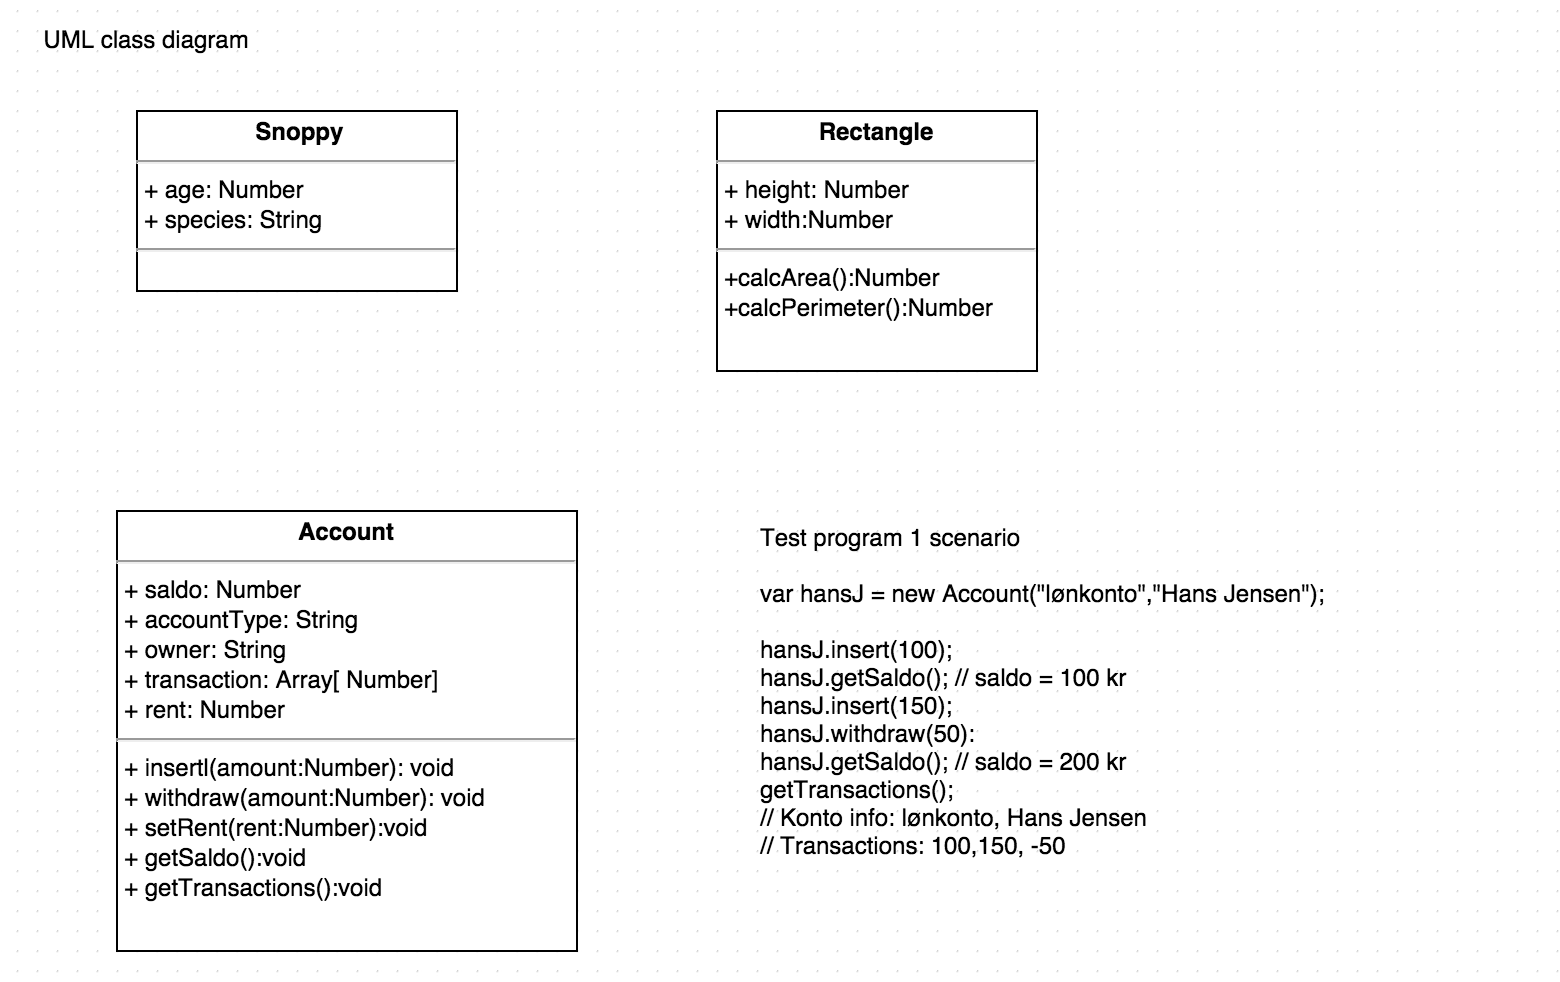 UML class diagram
Snoppy
+ age: Number
+ species: String
Rectangle
+ height: Number
+ width:Number
+calcArea():Number
+calcPerimeter():Number
Account
+ saldo: Number
+ accountType: String
+ owner: String
+ transaction: Array[ Number]
+ rent: Number
+ insertl(amount:Number): void
+ withdraw(amount:Number): void
+ setRent(rent:Number):void
+ getSaldo():void
+ getTransactions():void
Test program 1 scenario
var hansJ = new Account("lønkonto","Hans Jensen");
hansJ.insert(100);
hansJ.getSaldo(); // saldo = 100 kr
hansJ.insert(150);
hansJ.withdraw(50):
hansJ.getSaldo(); // saldo = 200 kr
getTransactions();
// Konto info: lønkonto, Hans Jensen
// Transactions: 100,150, -50